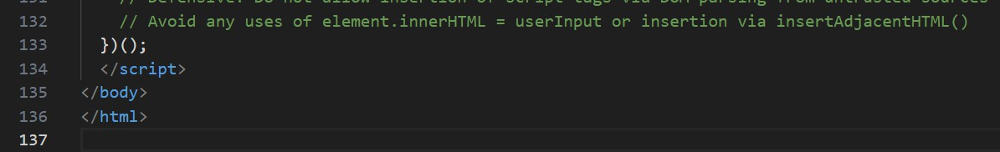 131 // Defensive: Do not allow insertion of script tags via DOM parsing from untrusted sources
132 // Avoid any uses of element.innerHTML = userInput or insertion via insertAdjacentHTML()
133 })();
134 </script>
135 </body>
136 </html>
137